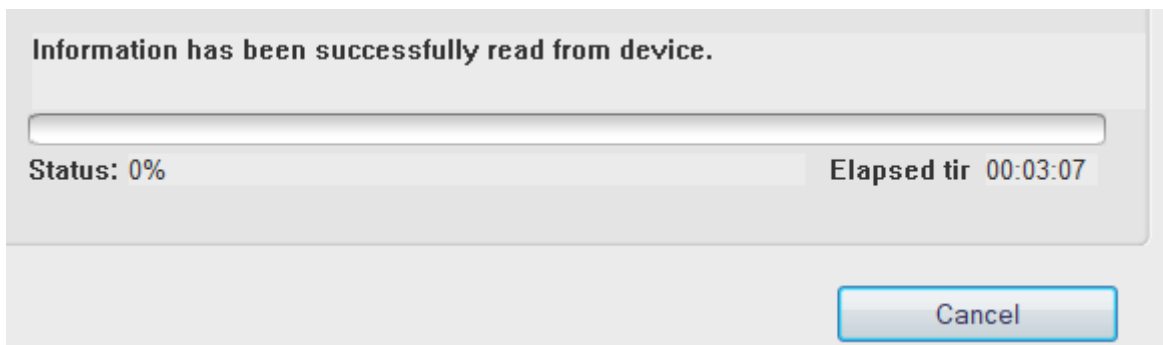 Information has been successfully read from device.
Status: 0% Elapsed tir 00:03:07
Cancel